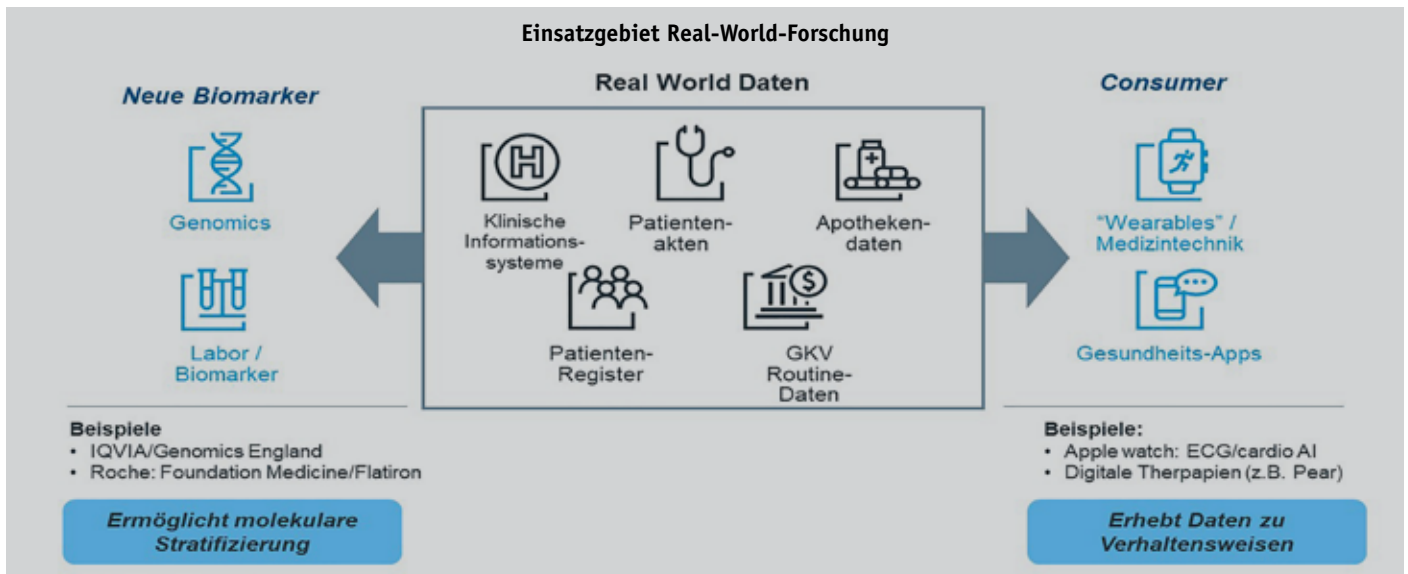 Einsatzgebiet Real-World-Forschung
Neue Biomarker
Genomics
Labor /
Biomarker
Beispiele
• IQVIA/Genomics England
• Roche: Foundation Medicine/Flatiron
Ermöglicht molekulare
Stratifizierung
Real World Daten
H
Klinische
Informations-
systeme
Patienten-
akten
Apotheken-
daten
Patienten-
Register
$
GKV
Routine-
Daten
Consumer
"Wearables" /
Medizintechnik
Gesundheits-Apps
Beispiele:
• Apple watch: ECG/cardio AI
• Digitale Therpapien (z.B. Pear)
Erhebt Daten zu
Verhaltensweisen